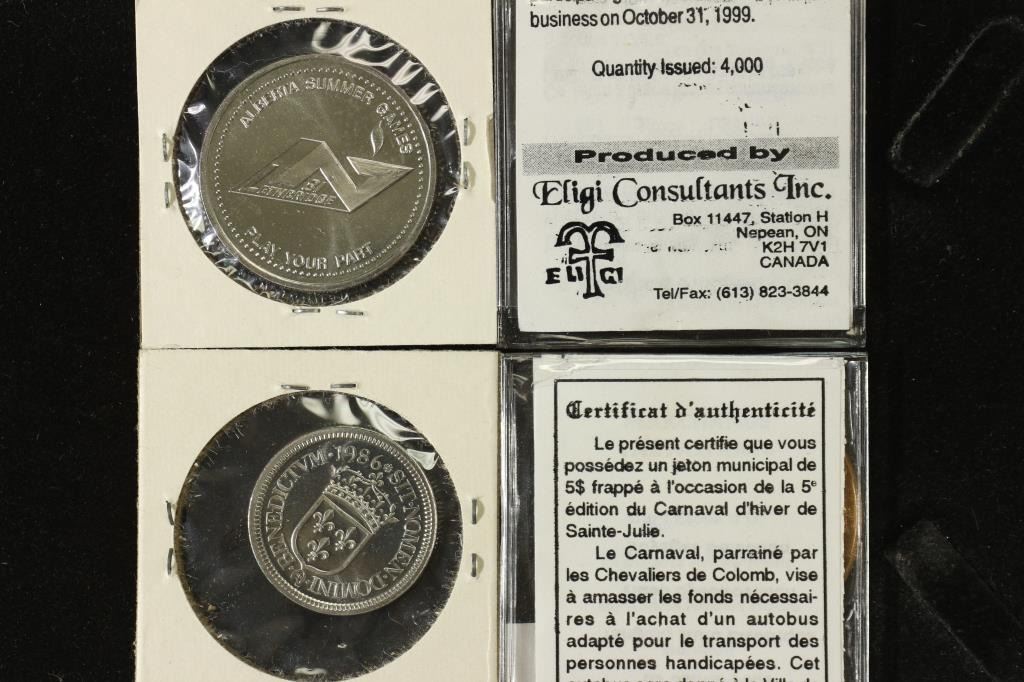 ALBERTA SUMMER GAMES
LETHBRIDGE
PLAY YOUR PART
business on October 31, 1999.
Quantity Issued: 4,000
Produced by
Eligi Consultants Inc.
Box 11447, Station H
Nepean, ON
K2H 7V1
CANADA
ELIGI
Tel/Fax: (613) 823-3844
1986 SIT·NOMEN·DOMINI BENEDICTVM·
Certificat d'authenticité
Le présent certifie que vous
possédez un jeton municipal de
5$ frappé à l'occasion de la 5e
édition du Carnaval d'hiver de
Sainte-Julie.
Le Carnaval, parrainé par
les Chevaliers de Colomb, vise
à amasser les fonds nécessai-
res à l'achat d'un autobus
adapté pour le transport des
personnes handicapées. Cet